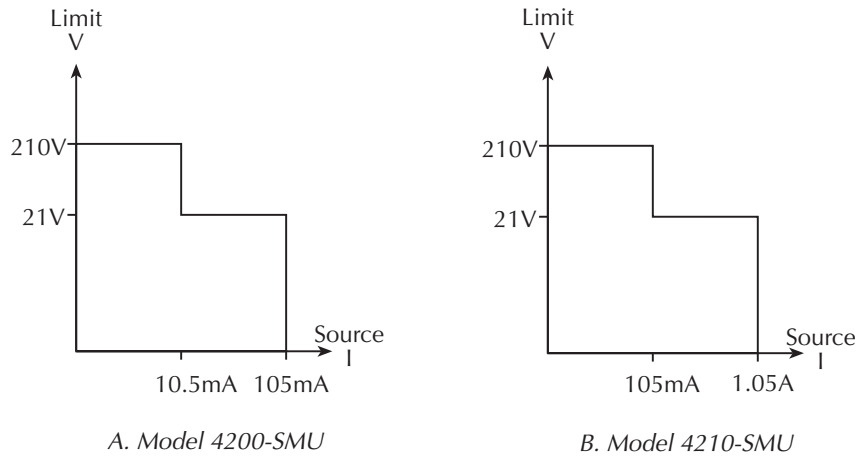 Limit
V
210V
21V
Source
I
10.5mA 105mA
A. Model 4200-SMU
Limit
V
210V
21V
Source
I
105mA 1.05A
B. Model 4210-SMU